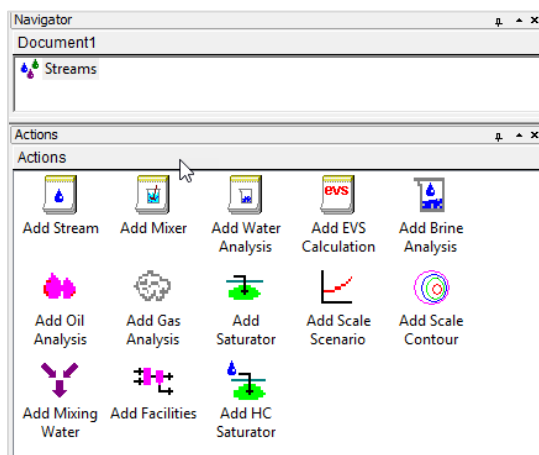 Navigator
Document1
Streams
Actions
Actions
evs
Add Stream
Add Mixer
Add Water
Analysis
Add EVS
Calculation
Add Brine
Analysis
Add Oil
Analysis
Add Gas
Analysis
Add
Saturator
Add Scale
Scenario
Add Scale
Contour
Add Mixing
Water
Add Facilities
Add HC
Saturator